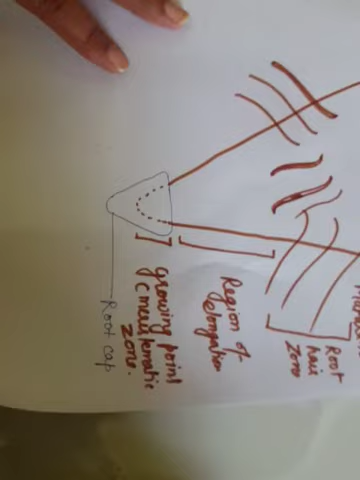 Root cap
growing point
( meristematic
zone.
Region of
elongation
Root
hair
Zone